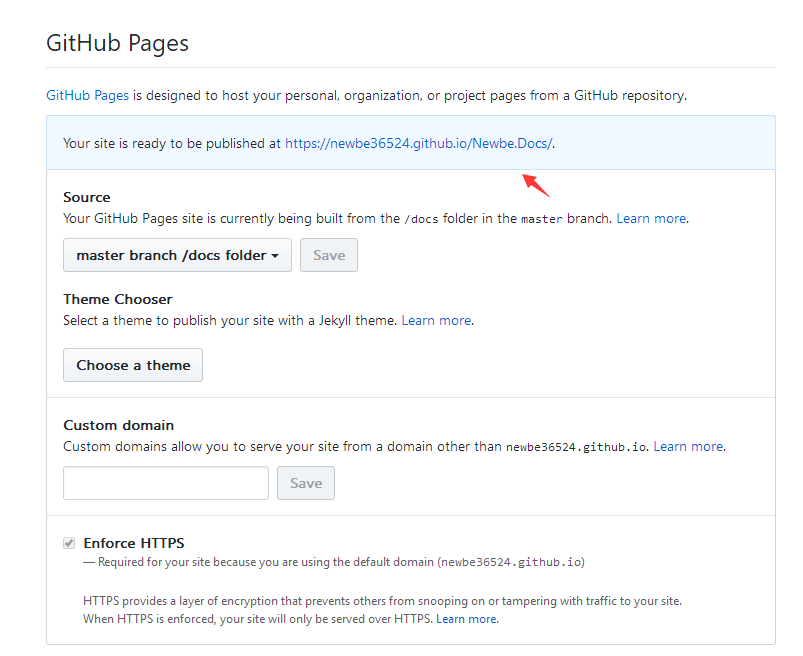 GitHub Pages
GitHub Pages is designed to host your personal, organization, or project pages from a GitHub repository.
Your site is ready to be published at https://newbe36524.github.io/Newbe.Docs/.
Source
Your GitHub Pages site is currently being built from the /docs folder in the master branch. Learn more.
master branch /docs folder
Save
Theme Chooser
Select a theme to publish your site with a Jekyll theme. Learn more.
Choose a theme
Custom domain
Custom domains allow you to serve your site from a domain other than newbe36524.github.io. Learn more.
Save
Enforce HTTPS
— Required for your site because you are using the default domain (newbe36524.github.io)
HTTPS provides a layer of encryption that prevents others from snooping on or tampering with traffic to your site.
When HTTPS is enforced, your site will only be served over HTTPS. Learn more.